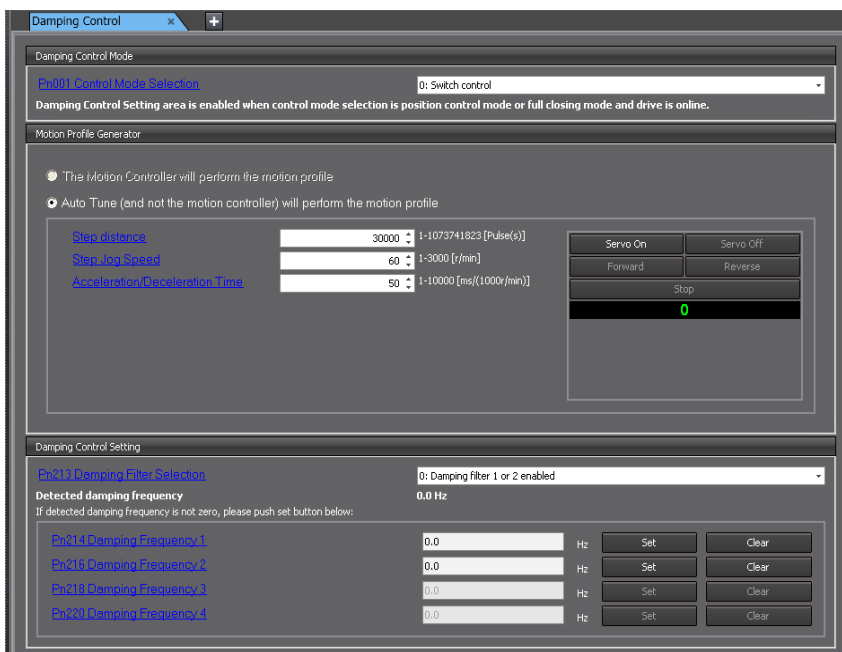 Damping Control × +
Damping Control Mode
Pn001 Control Mode Selection 0: Switch control
Damping Control Setting area is enabled when control mode selection is position control mode or full closing mode and drive is online.
Motion Profile Generator
The Motion Controller will perform the motion profile
Auto Tune (and not the motion controller) will perform the motion profile
Step distance 30000 1-1073741823 [Pulse(s)]
Step Jog Speed 60 1-3000 [r/min]
Acceleration/Deceleration Time 50 1-10000 [ms/(1000r/min)]
Servo On Servo Off
Forward Reverse
Stop
0
Damping Control Setting
Pn213 Damping Filter Selection 0: Damping filter 1 or 2 enabled
Detected damping frequency 0.0 Hz
If detected damping frequency is not zero, please push set button below:
Pn214 Damping Frequency 1 0.0 Hz Set Clear
Pn216 Damping Frequency 2 0.0 Hz Set Clear
Pn218 Damping Frequency 3 0.0 Hz Set Clear
Pn220 Damping Frequency 4 0.0 Hz Set Clear